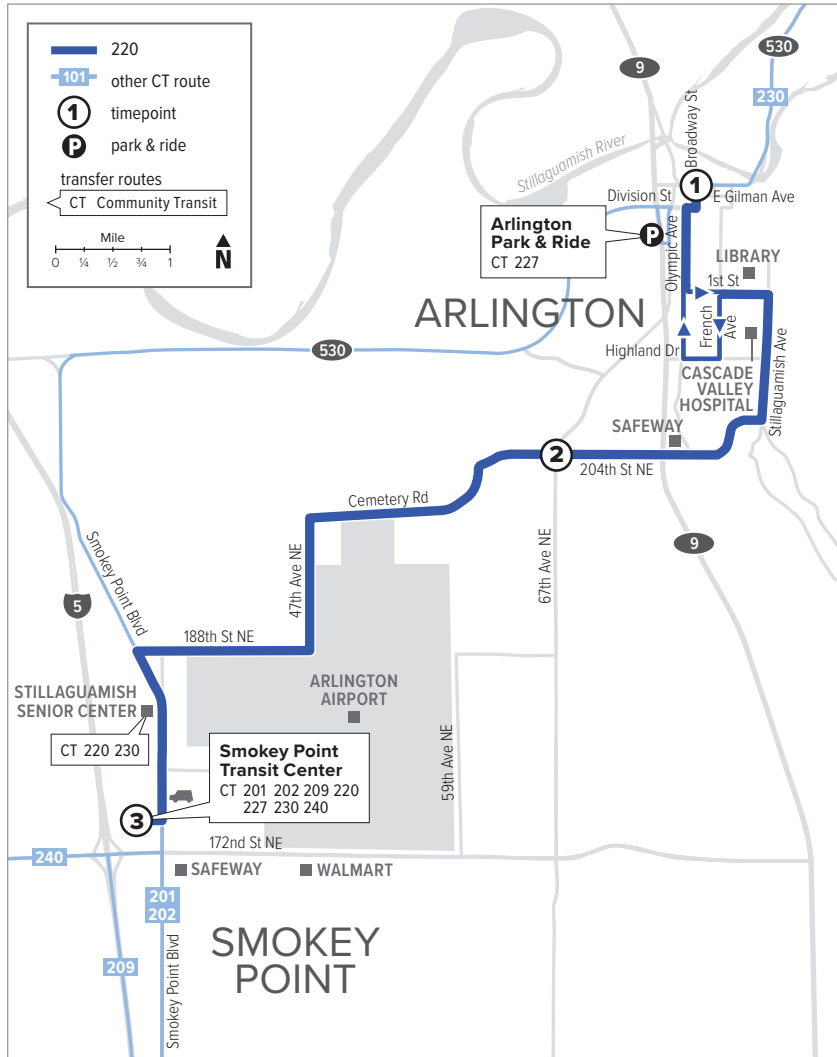 220
101 other CT route
1 timepoint
P park & ride
transfer routes
CT Community Transit
Mile
0 ¼ ½ ¾ 1
N
530
9
230
Broadway St
Stillaguamish River
1
Division St
E Gilman Ave
Arlington
Park & Ride
CT 227
P
Olympic Ave
LIBRARY
1st St
ARLINGTON
French
Ave
Highland Dr
530
CASCADE
VALLEY
HOSPITAL
Stillaguamish Ave
SAFEWAY
2
204th St NE
Cemetery Rd
9
47th Ave NE
67th Ave NE
Smokey Point Blvd
5
188th St NE
STILLAGUAMISH
SENIOR CENTER
ARLINGTON
AIRPORT
CT 220 230
Smokey Point
Transit Center
CT 201 202 209 220
227 230 240
59th Ave NE
3
172nd St NE
240
SAFEWAY
WALMART
201
202
SMOKEY
POINT
209
Smokey Point Blvd